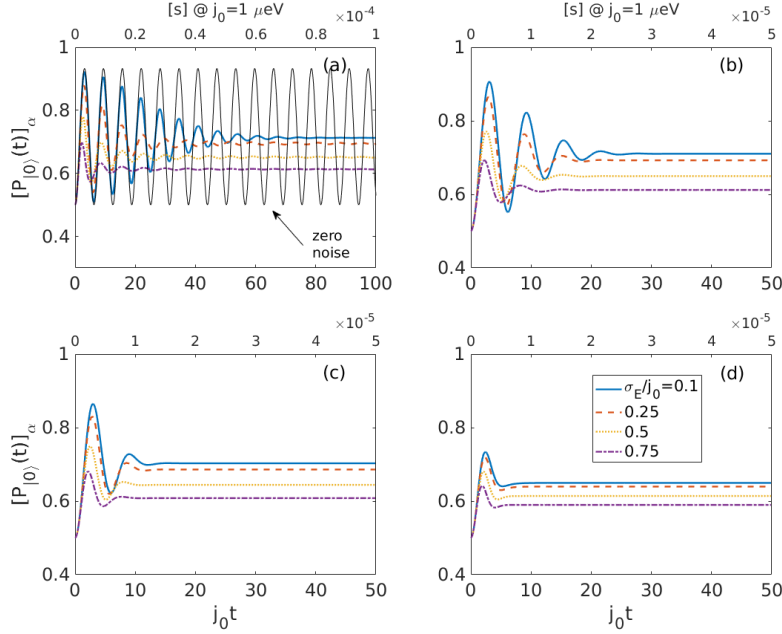 [s] @ j₀=1 μeV
×10⁻⁴
0 0.2 0.4 0.6 0.8 1
(a)
zero
noise
[P|0⟩(t)]α
1
0.8
0.6
0.4
0 20 40 60 80 100
[s] @ j₀=1 μeV
×10⁻⁵
0 1 2 3 4 5
(b)
1
0.8
0.6
0.4
0 10 20 30 40 50
×10⁻⁵
0 1 2 3 4 5
(c)
[P|0⟩(t)]α
1
0.8
0.6
0.4
0 10 20 30 40 50
j₀t
×10⁻⁵
0 1 2 3 4 5
(d)
σE/j₀=0.1
0.25
0.5
0.75
1
0.8
0.6
0.4
0 10 20 30 40 50
j₀t